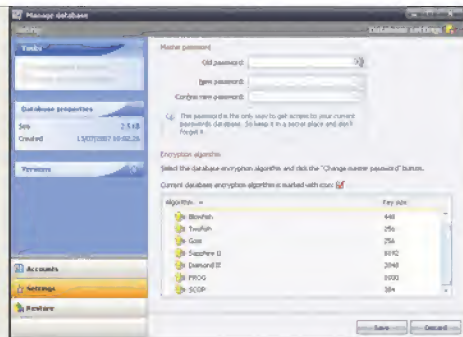 Manage database
Database settings
Tasks
Database properties
Size 2.5 kB
Created 13/07/2007 10:02:26
Versions
Accounts
Settings
Restore
Master password
Old password:
New password:
Confirm new password:
This password is the only way to get access to your current
passwords database. So keep it in a secret place and don't
forget it.
Encryption algorithm
Select the database encryption algorithm and click the "Change master password" button.
Current database encryption algorithm is marked with icon:
Algorithm Key size
Blowfish 448
Twofish 256
Gost 256
Sapphire II 8192
Diamond II 2048
FROG 8000
SCOP 384
Save Discard